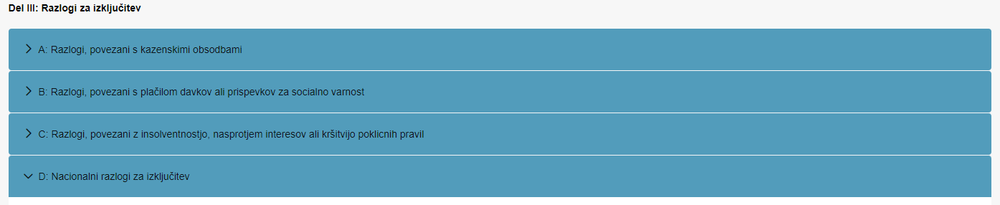 Del III: Razlogi za izključitev
A: Razlogi, povezani s kazenskimi obsodbami
B: Razlogi, povezani s plačilom davkov ali prispevkov za socialno varnost
C: Razlogi, povezani z insolventnostjo, nasprotjem interesov ali kršitvijo poklicnih pravil
D: Nacionalni razlogi za izključitev